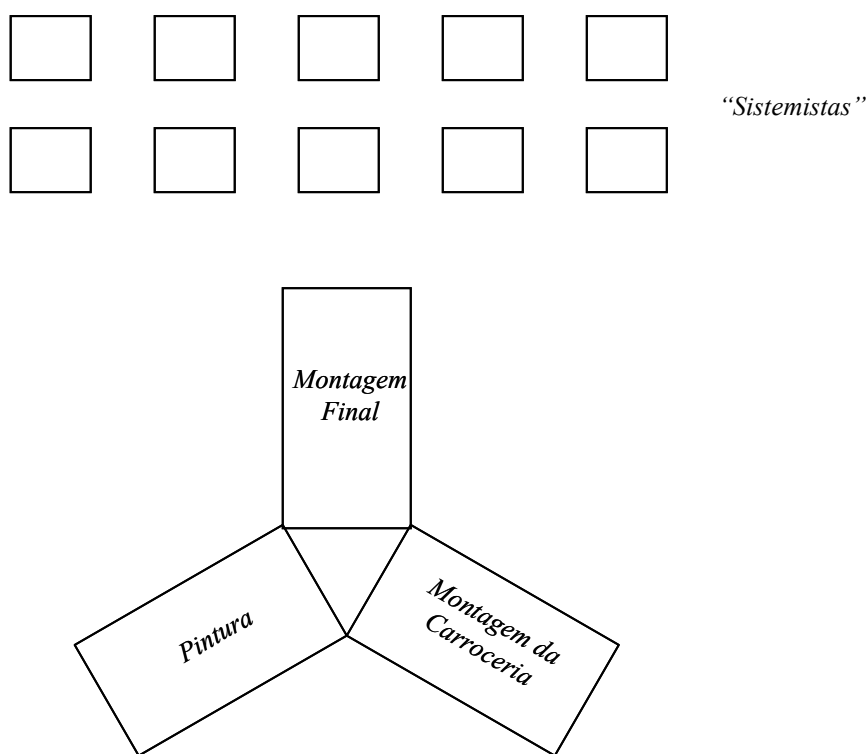 “Sistemistas”
Montagem
Final
Pintura
Montagem da
Carroceria